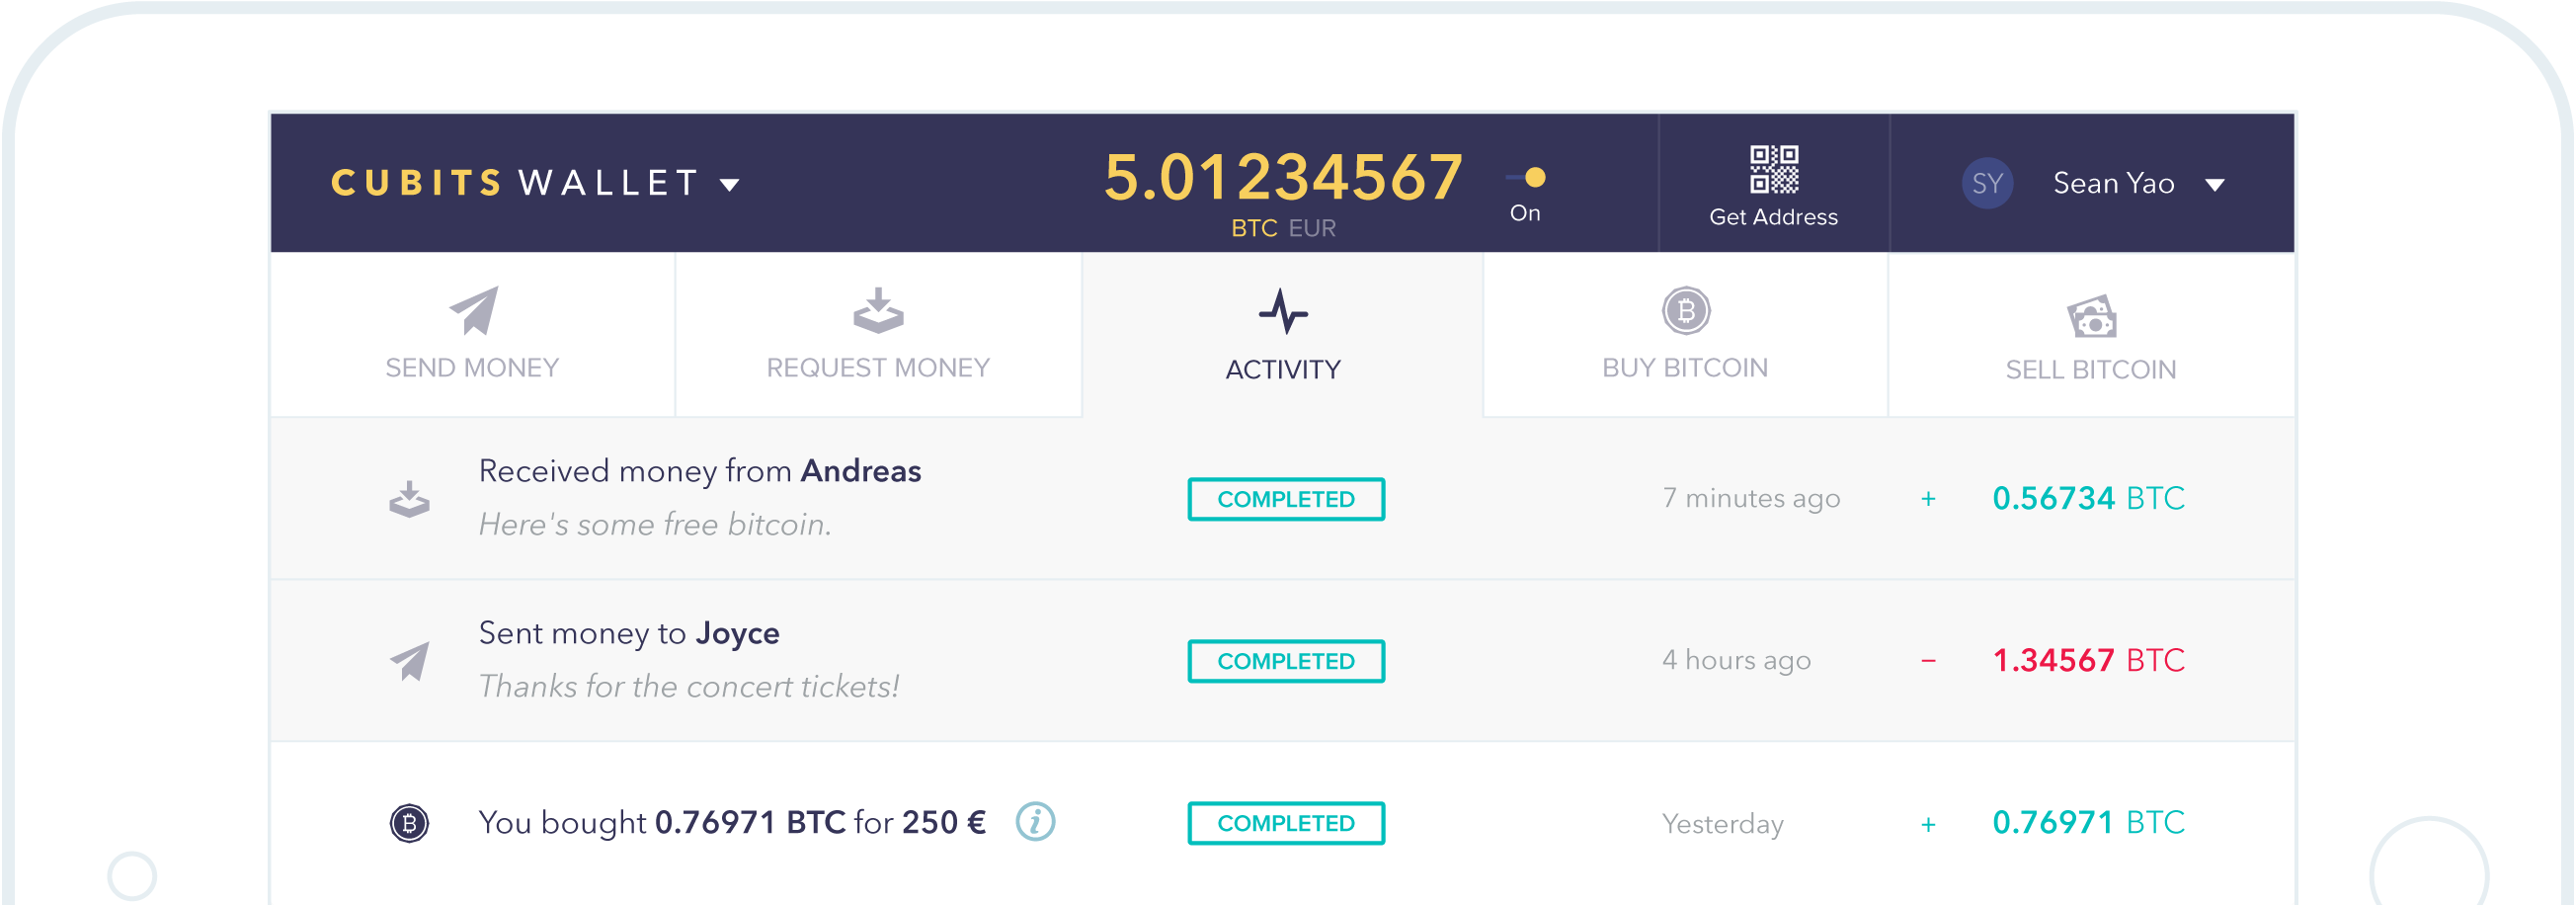 CUBITS WALLET
5.01234567
BTC EUR
On
Get Address
SY
Sean Yao
SEND MONEY
REQUEST MONEY
ACTIVITY
BUY BITCOIN
SELL BITCOIN
Received money from Andreas
Here's some free bitcoin.
COMPLETED
7 minutes ago
+ 0.56734 BTC
Sent money to Joyce
Thanks for the concert tickets!
COMPLETED
4 hours ago
− 1.34567 BTC
You bought 0.76971 BTC for 250 €
COMPLETED
Yesterday
+ 0.76971 BTC